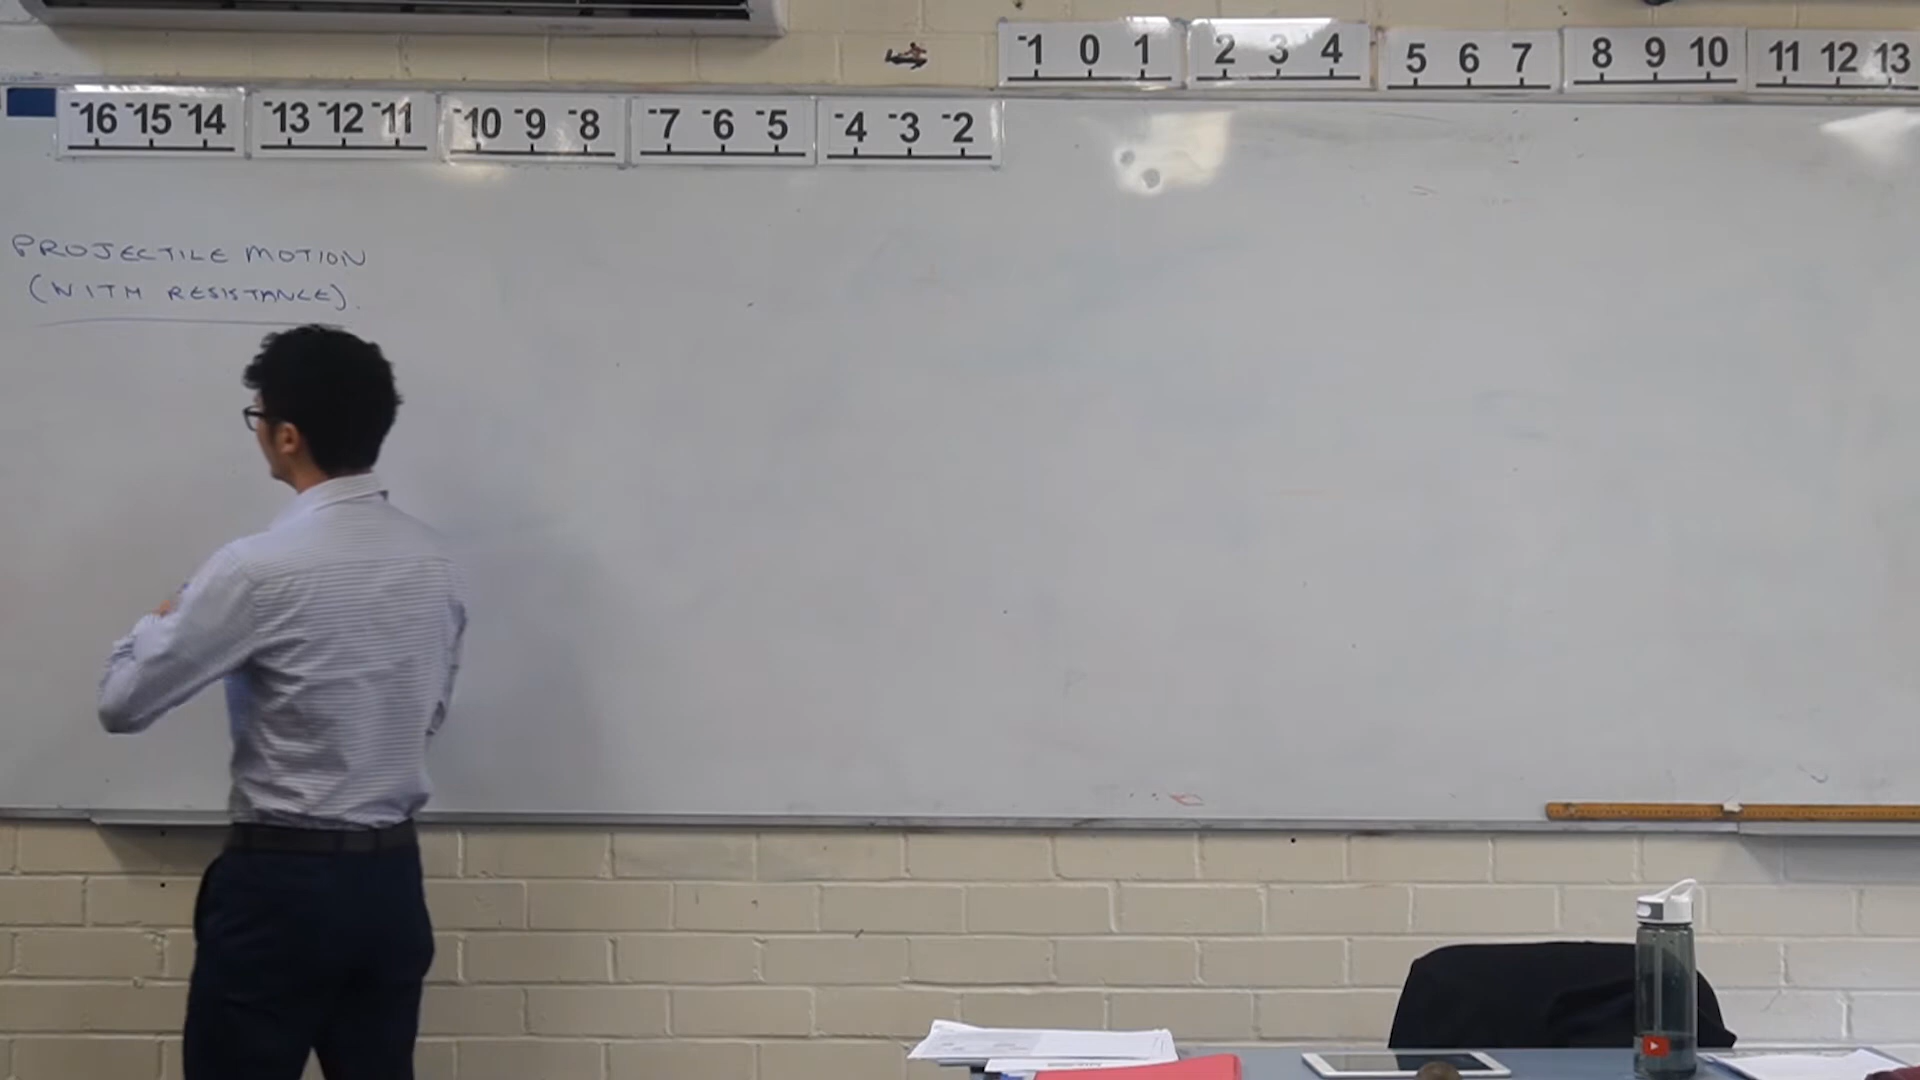 -1 0 1 2 3 4 5 6 7 8 9 10 11 12 13
-16 -15 -14 -13 -12 -11 -10 -9 -8 -7 -6 -5 -4 -3 -2
PROJECTILE MOTION
(WITH RESISTANCE).